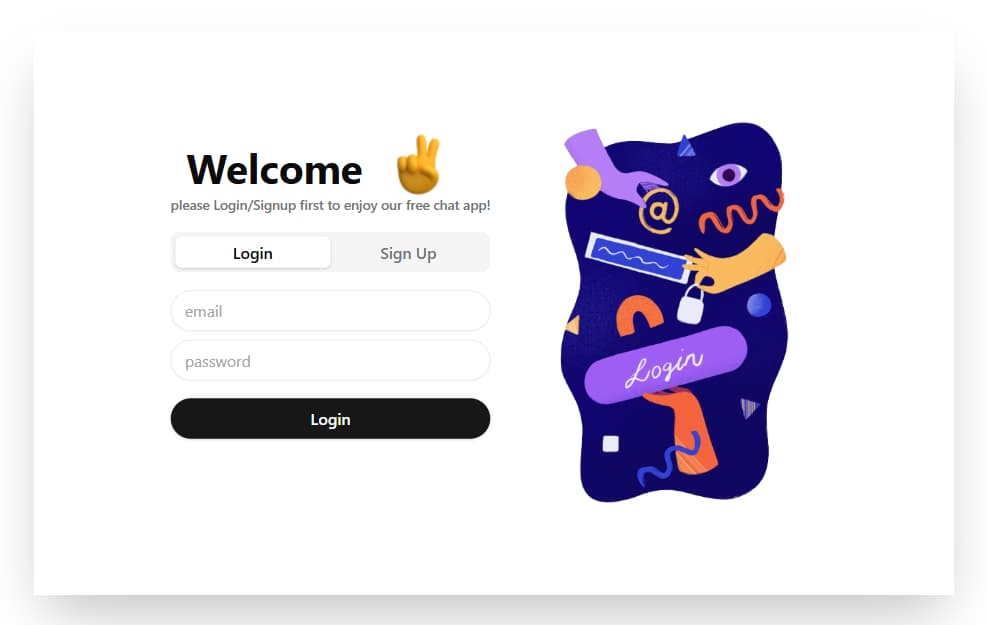 Welcome
please Login/Signup first to enjoy our free chat app!
Login
Sign Up
email
password
Login
@
Login